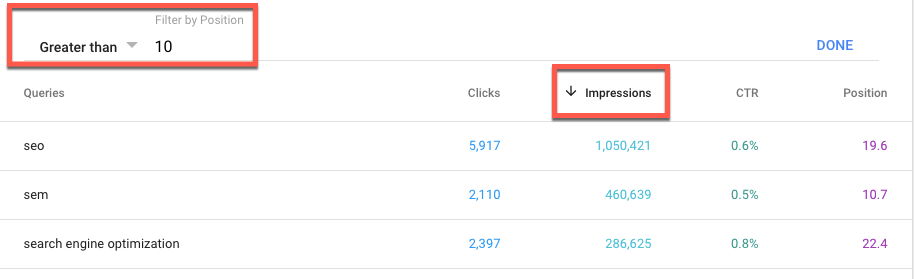 Filter by Position
Greater than 10
DONE
Queries Clicks Impressions CTR Position
seo 5,917 1,050,421 0.6% 19.6
sem 2,110 460,639 0.5% 10.7
search engine optimization 2,397 286,625 0.8% 22.4